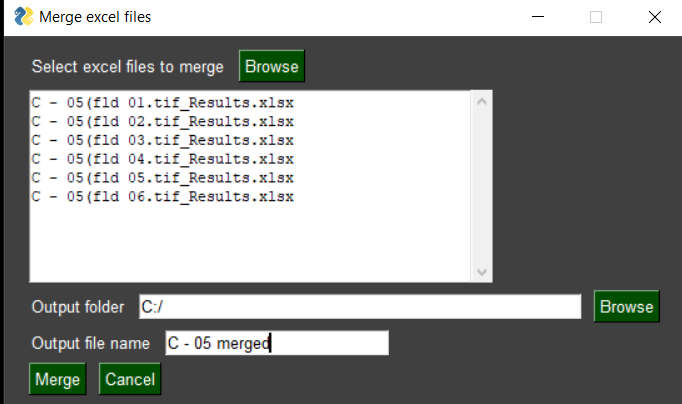 Merge excel files
Select excel files to merge Browse
C - 05(fld 01.tif_Results.xlsx
C - 05(fld 02.tif_Results.xlsx
C - 05(fld 03.tif_Results.xlsx
C - 05(fld 04.tif_Results.xlsx
C - 05(fld 05.tif_Results.xlsx
C - 05(fld 06.tif_Results.xlsx
Output folder C:/ Browse
Output file name C - 05 merged
Merge Cancel